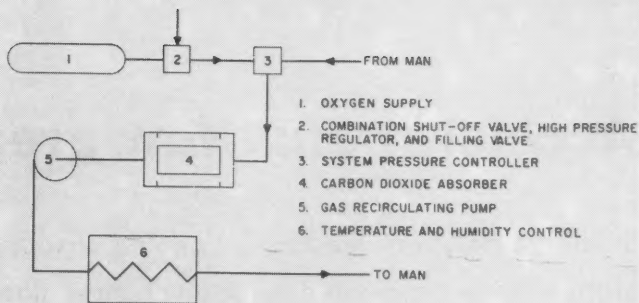 1
2
3
FROM MAN
4
5
6
TO MAN
1. OXYGEN SUPPLY
2. COMBINATION SHUT-OFF VALVE, HIGH PRESSURE
REGULATOR, AND FILLING VALVE
3. SYSTEM PRESSURE CONTROLLER
4. CARBON DIOXIDE ABSORBER
5. GAS RECIRCULATING PUMP
6. TEMPERATURE AND HUMIDITY CONTROL